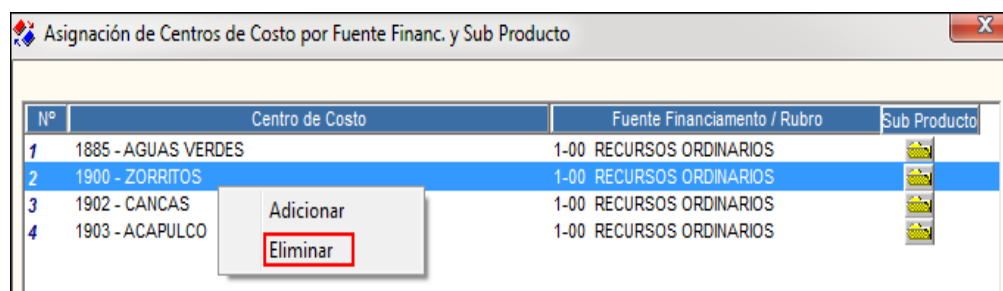 Asignación de Centros de Costo por Fuente Financ. y Sub Producto
Nº Centro de Costo Fuente Financiamento / Rubro Sub Producto
1 1885 - AGUAS VERDES 1-00 RECURSOS ORDINARIOS
2 1900 - ZORRITOS 1-00 RECURSOS ORDINARIOS
3 1902 - CANCAS 1-00 RECURSOS ORDINARIOS
4 1903 - ACAPULCO 1-00 RECURSOS ORDINARIOS
Adicionar
Eliminar